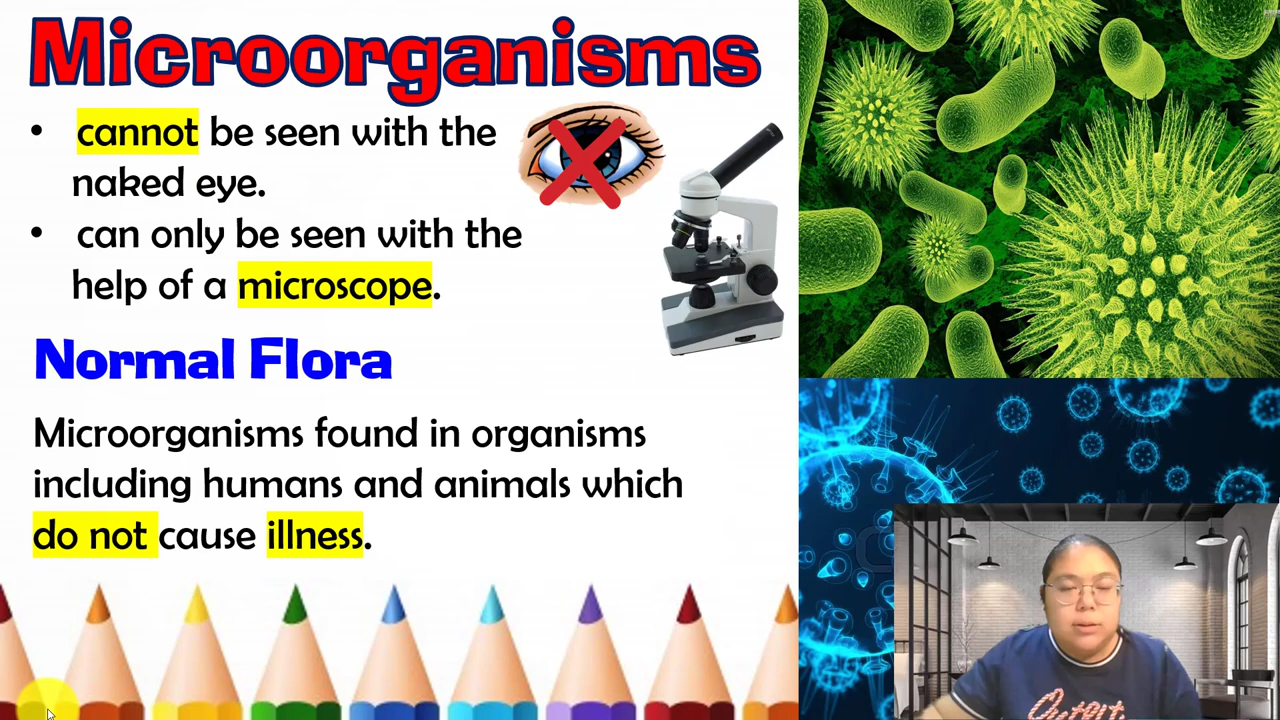 Microorganisms
• cannot be seen with the
naked eye.
• can only be seen with the
help of a microscope.
Normal Flora
Microorganisms found in organisms
including humans and animals which
do not cause illness.
Outfit